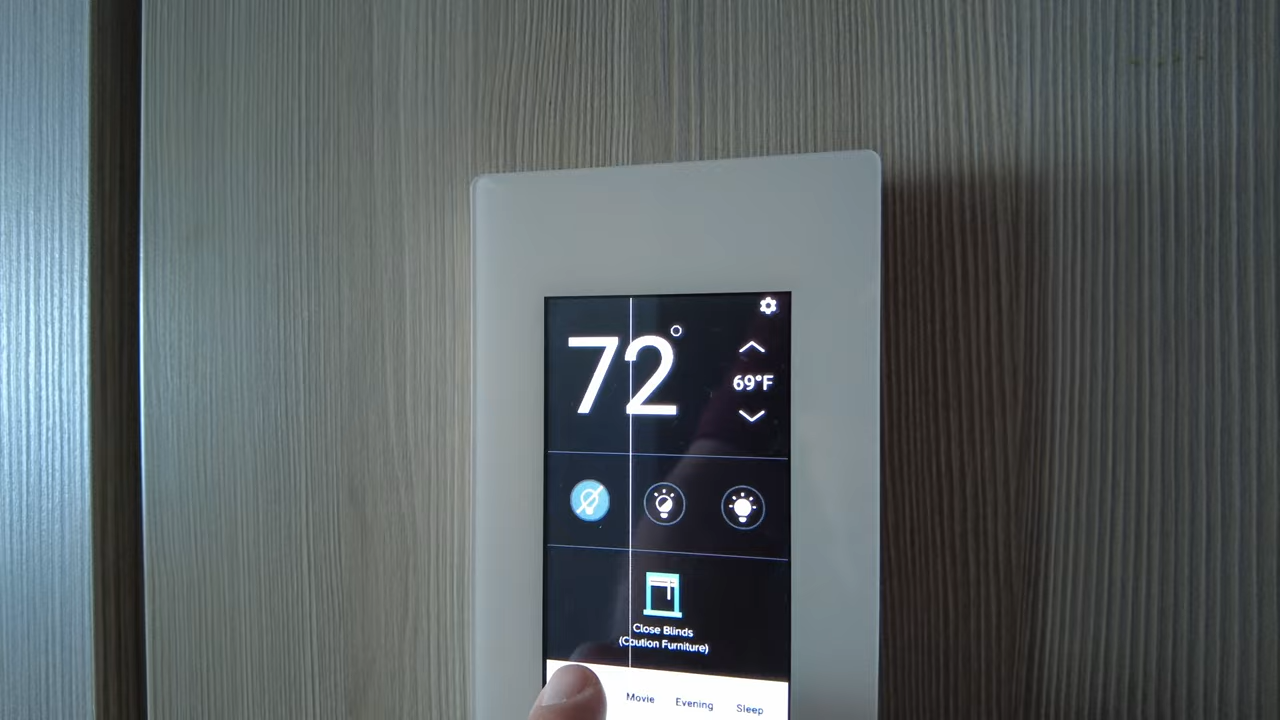 72°
69°F
Close Blinds
(Caution Furniture)
Movie Evening Sleep